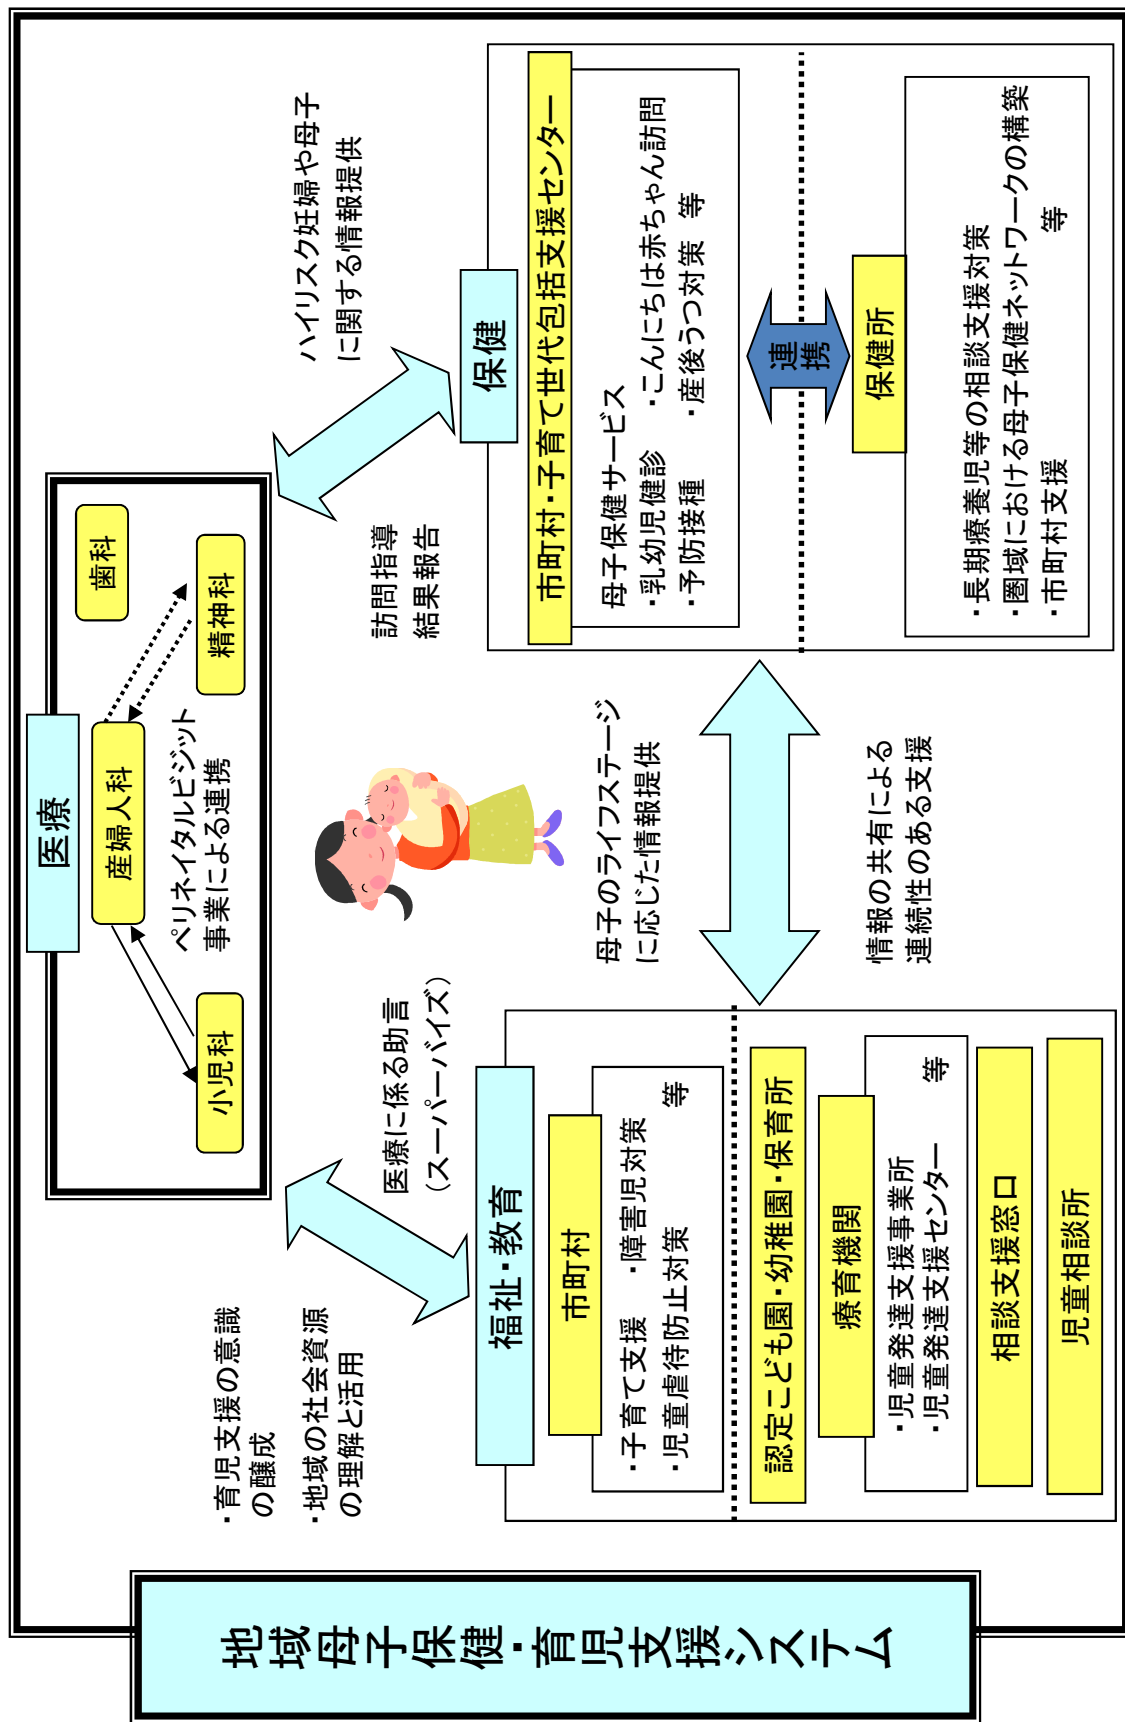 地域母子保健・育児支援システム
医療
歯科
産婦人科
精神科
小児科
ペリネイタルビジット
事業による連携
・育児支援の意識
の醸成
・地域の社会資源
の理解と活用
医療に係る助言
（スーパーバイズ）
訪問指導
結果報告
ハイリスク妊婦や母子
に関する情報提供
母子のライフステージ
に応じた情報提供
情報の共有による
連続性のある支援
福祉・教育
市町村
・子育て支援　・障害児対策
・児童虐待防止対策　等
認定こども園・幼稚園・保育所
療育機関
・児童発達支援事業所
・児童発達支援センター　等
相談支援窓口
児童相談所
保健
市町村・子育て世代包括支援センター
母子保健サービス
・乳幼児健診　・こんにちは赤ちゃん訪問
・予防接種　・産後うつ対策　等
連携
保健所
・長期療養児等の相談支援対策
・圏域における母子保健ネットワークの構築
・市町村支援　等